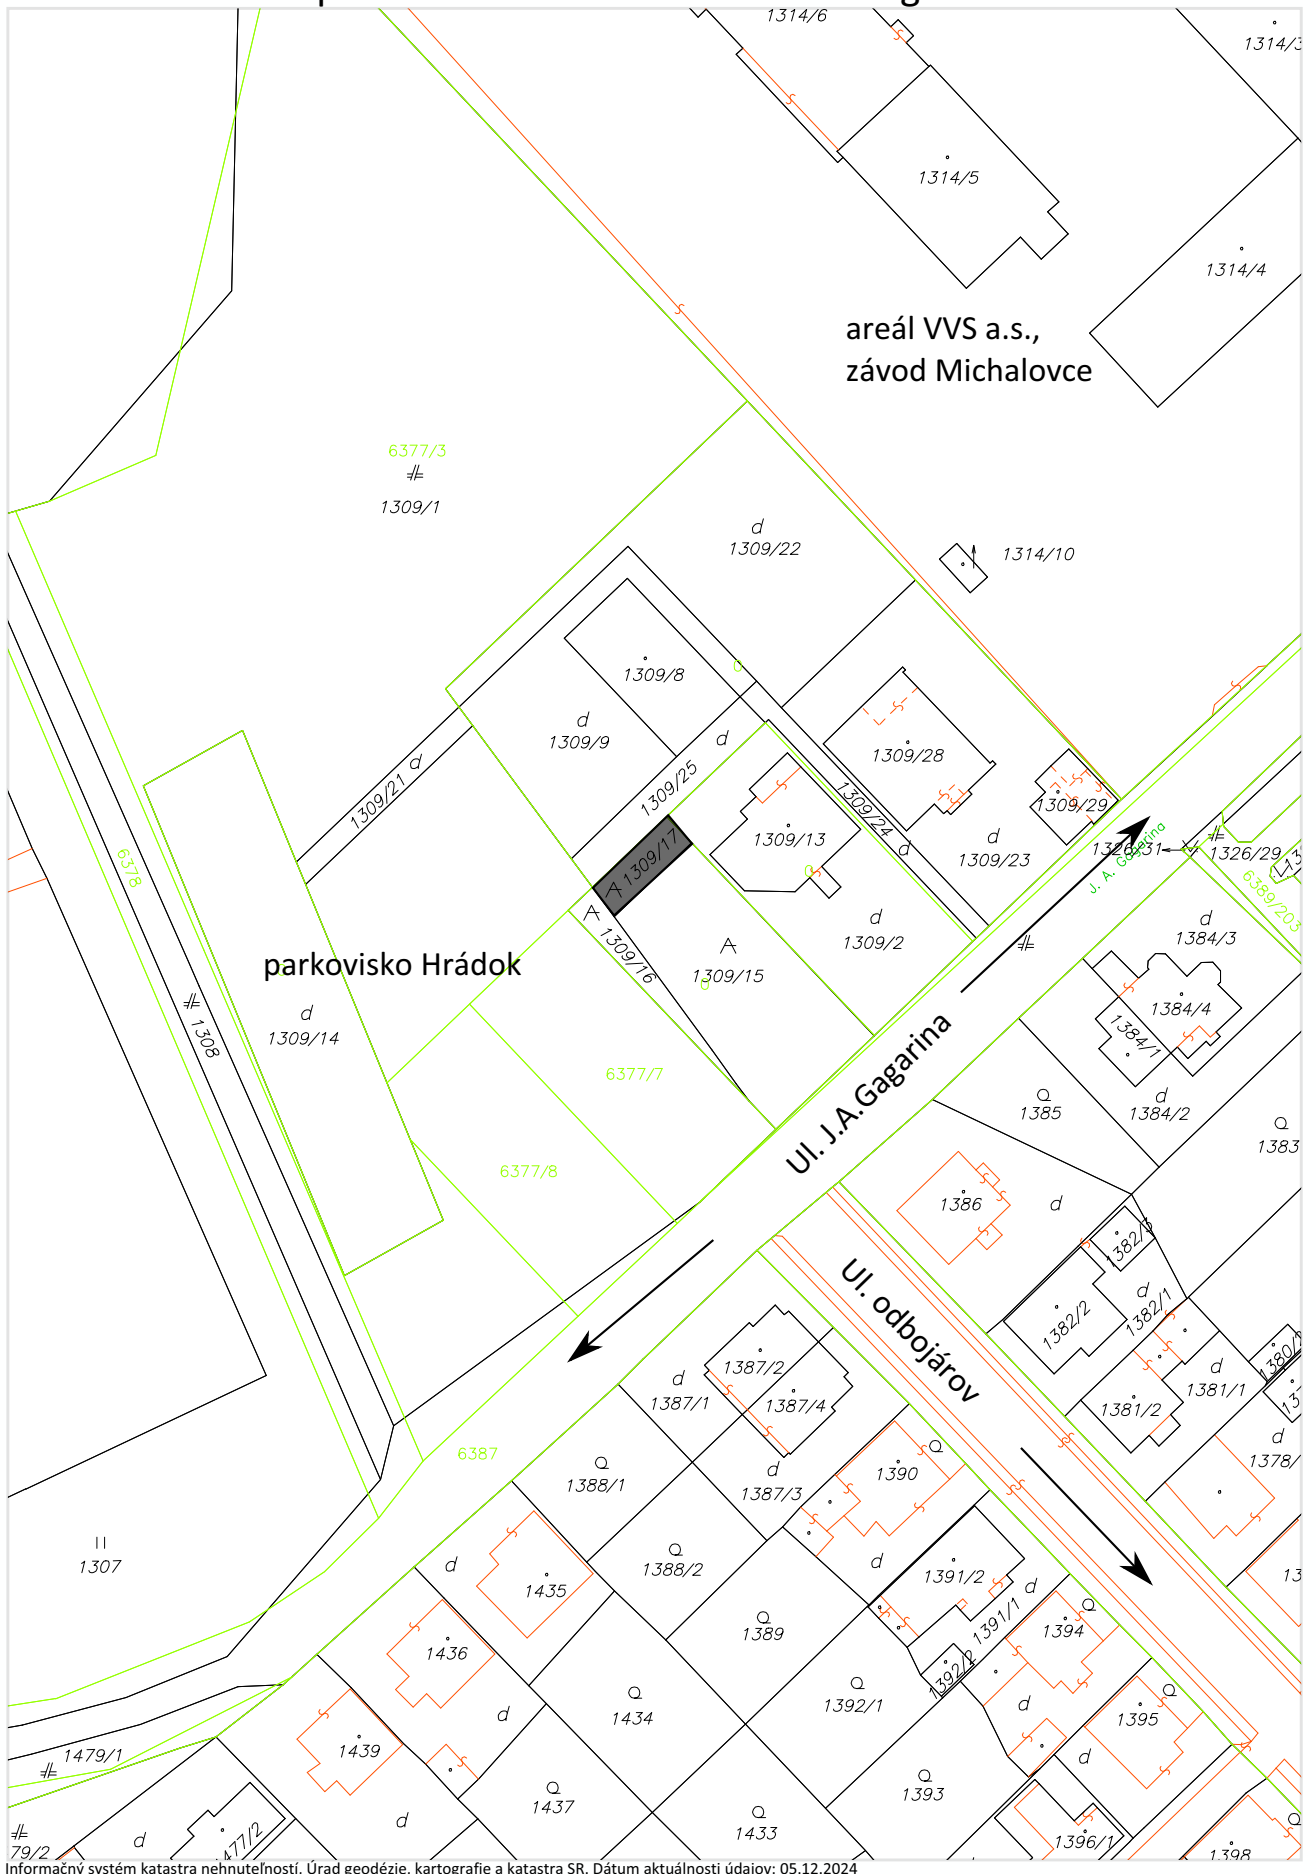 1314/6
1314/5
1314/4
areál VVS a.s.,
závod Michalovce
6377/3
1309/1
d
1309/22
1314/10
1309/8
d
1309/9
d
1309/25
1309/21 d
1309/28
1309/29
1309/24
d
d
1309/23
1309/13
1309/17
J. A. Gagarina
1326/29
6389/203
6378
1309/16
1309/15
d
1309/2
d
1384/3
1384/4
1384/1
d
1384/2
parkovisko Hrádok
d
1309/14
1308
Ul. J.A.Gagarina
6377/7
1385
1383
6377/8
1386
d
1382/3
1382/2
d
1382/1
Ul. odbojárov
1387/2
d
1387/1
1387/4
1381/2
d
1381/1
d
1378/
6387
1388/1
d
1387/3
1390
II
1307
d
1435
1388/2
d
1391/2
d
1391/1
1389
1394
1436
1392/2
1392/1
d
1434
d
1395
1439
1479/1
d
1393
1437
d
1433
79/2
d
1477/2
1396/1
1398
Informačný systém katastra nehnuteľností, Úrad geodézie, kartografie a katastra SR. Dátum aktuálnosti údajov: 05.12.2024